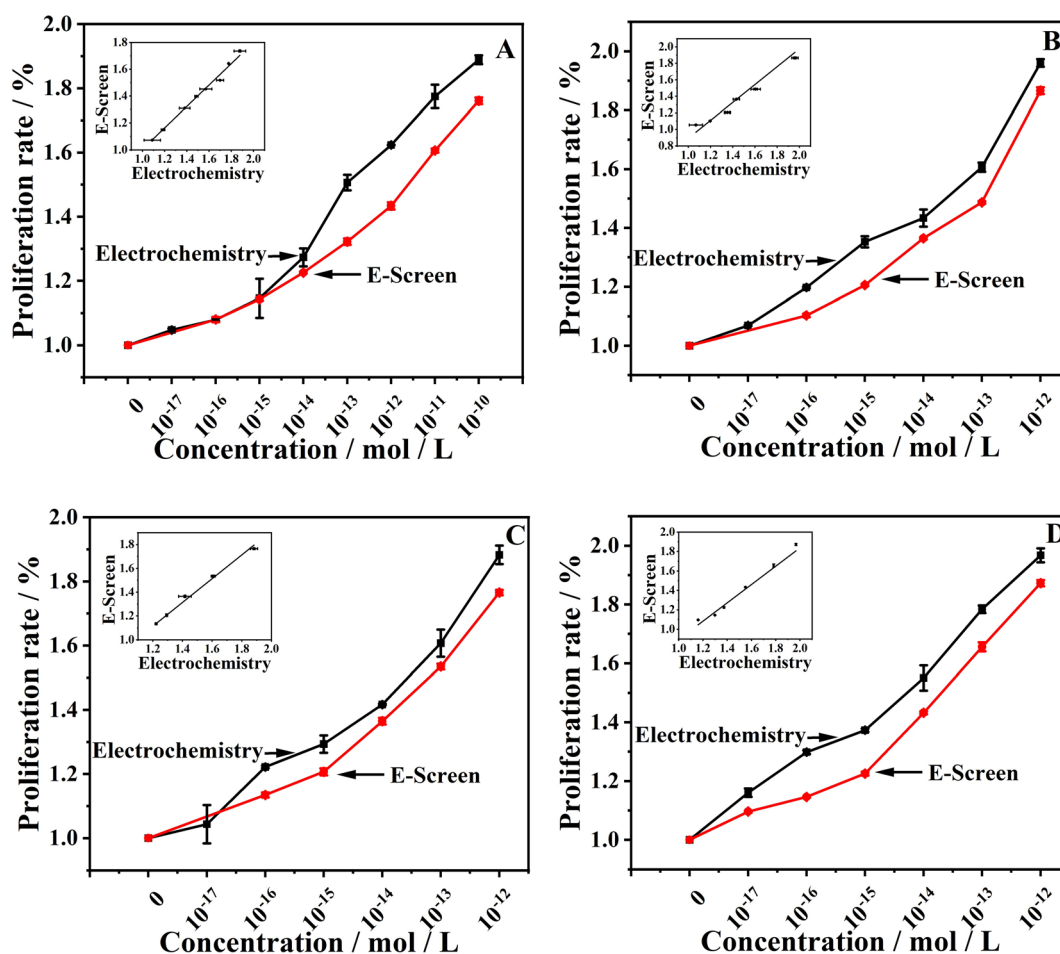 A
Proliferation rate / %
2.0
1.8
1.6
1.4
1.2
1.0
E-Screen
1.8
1.6
1.4
1.2
1.0
1.0 1.2 1.4 1.6 1.8 2.0
Electrochemistry
Electrochemistry
E-Screen
0 10-17 10-16 10-15 10-14 10-13 10-12 10-11 10-10
Concentration / mol / L
B
Proliferation rate / %
2.0
1.8
1.6
1.4
1.2
1.0
E-Screen
2.0
1.8
1.6
1.4
1.2
1.0
0.8
1.0 1.2 1.4 1.6 1.8 2.0
Electrochemistry
Electrochemistry
E-Screen
0 10-17 10-16 10-15 10-14 10-13 10-12
Concentration / mol / L
C
Proliferation rate / %
2.0
1.8
1.6
1.4
1.2
1.0
E-Screen
1.8
1.6
1.4
1.2
1.0
1.2 1.4 1.6 1.8 2.0
Electrochemistry
Electrochemistry
E-Screen
0 10-17 10-16 10-15 10-14 10-13 10-12
Concentration / mol / L
D
Proliferation rate / %
2.0
1.8
1.6
1.4
1.2
1.0
E-Screen
2.0
1.8
1.6
1.4
1.2
1.0
1.0 1.2 1.4 1.6 1.8 2.0
Electrochemistry
Electrochemistry
E-Screen
0 10-17 10-16 10-15 10-14 10-13 10-12
Concentration / mol / L